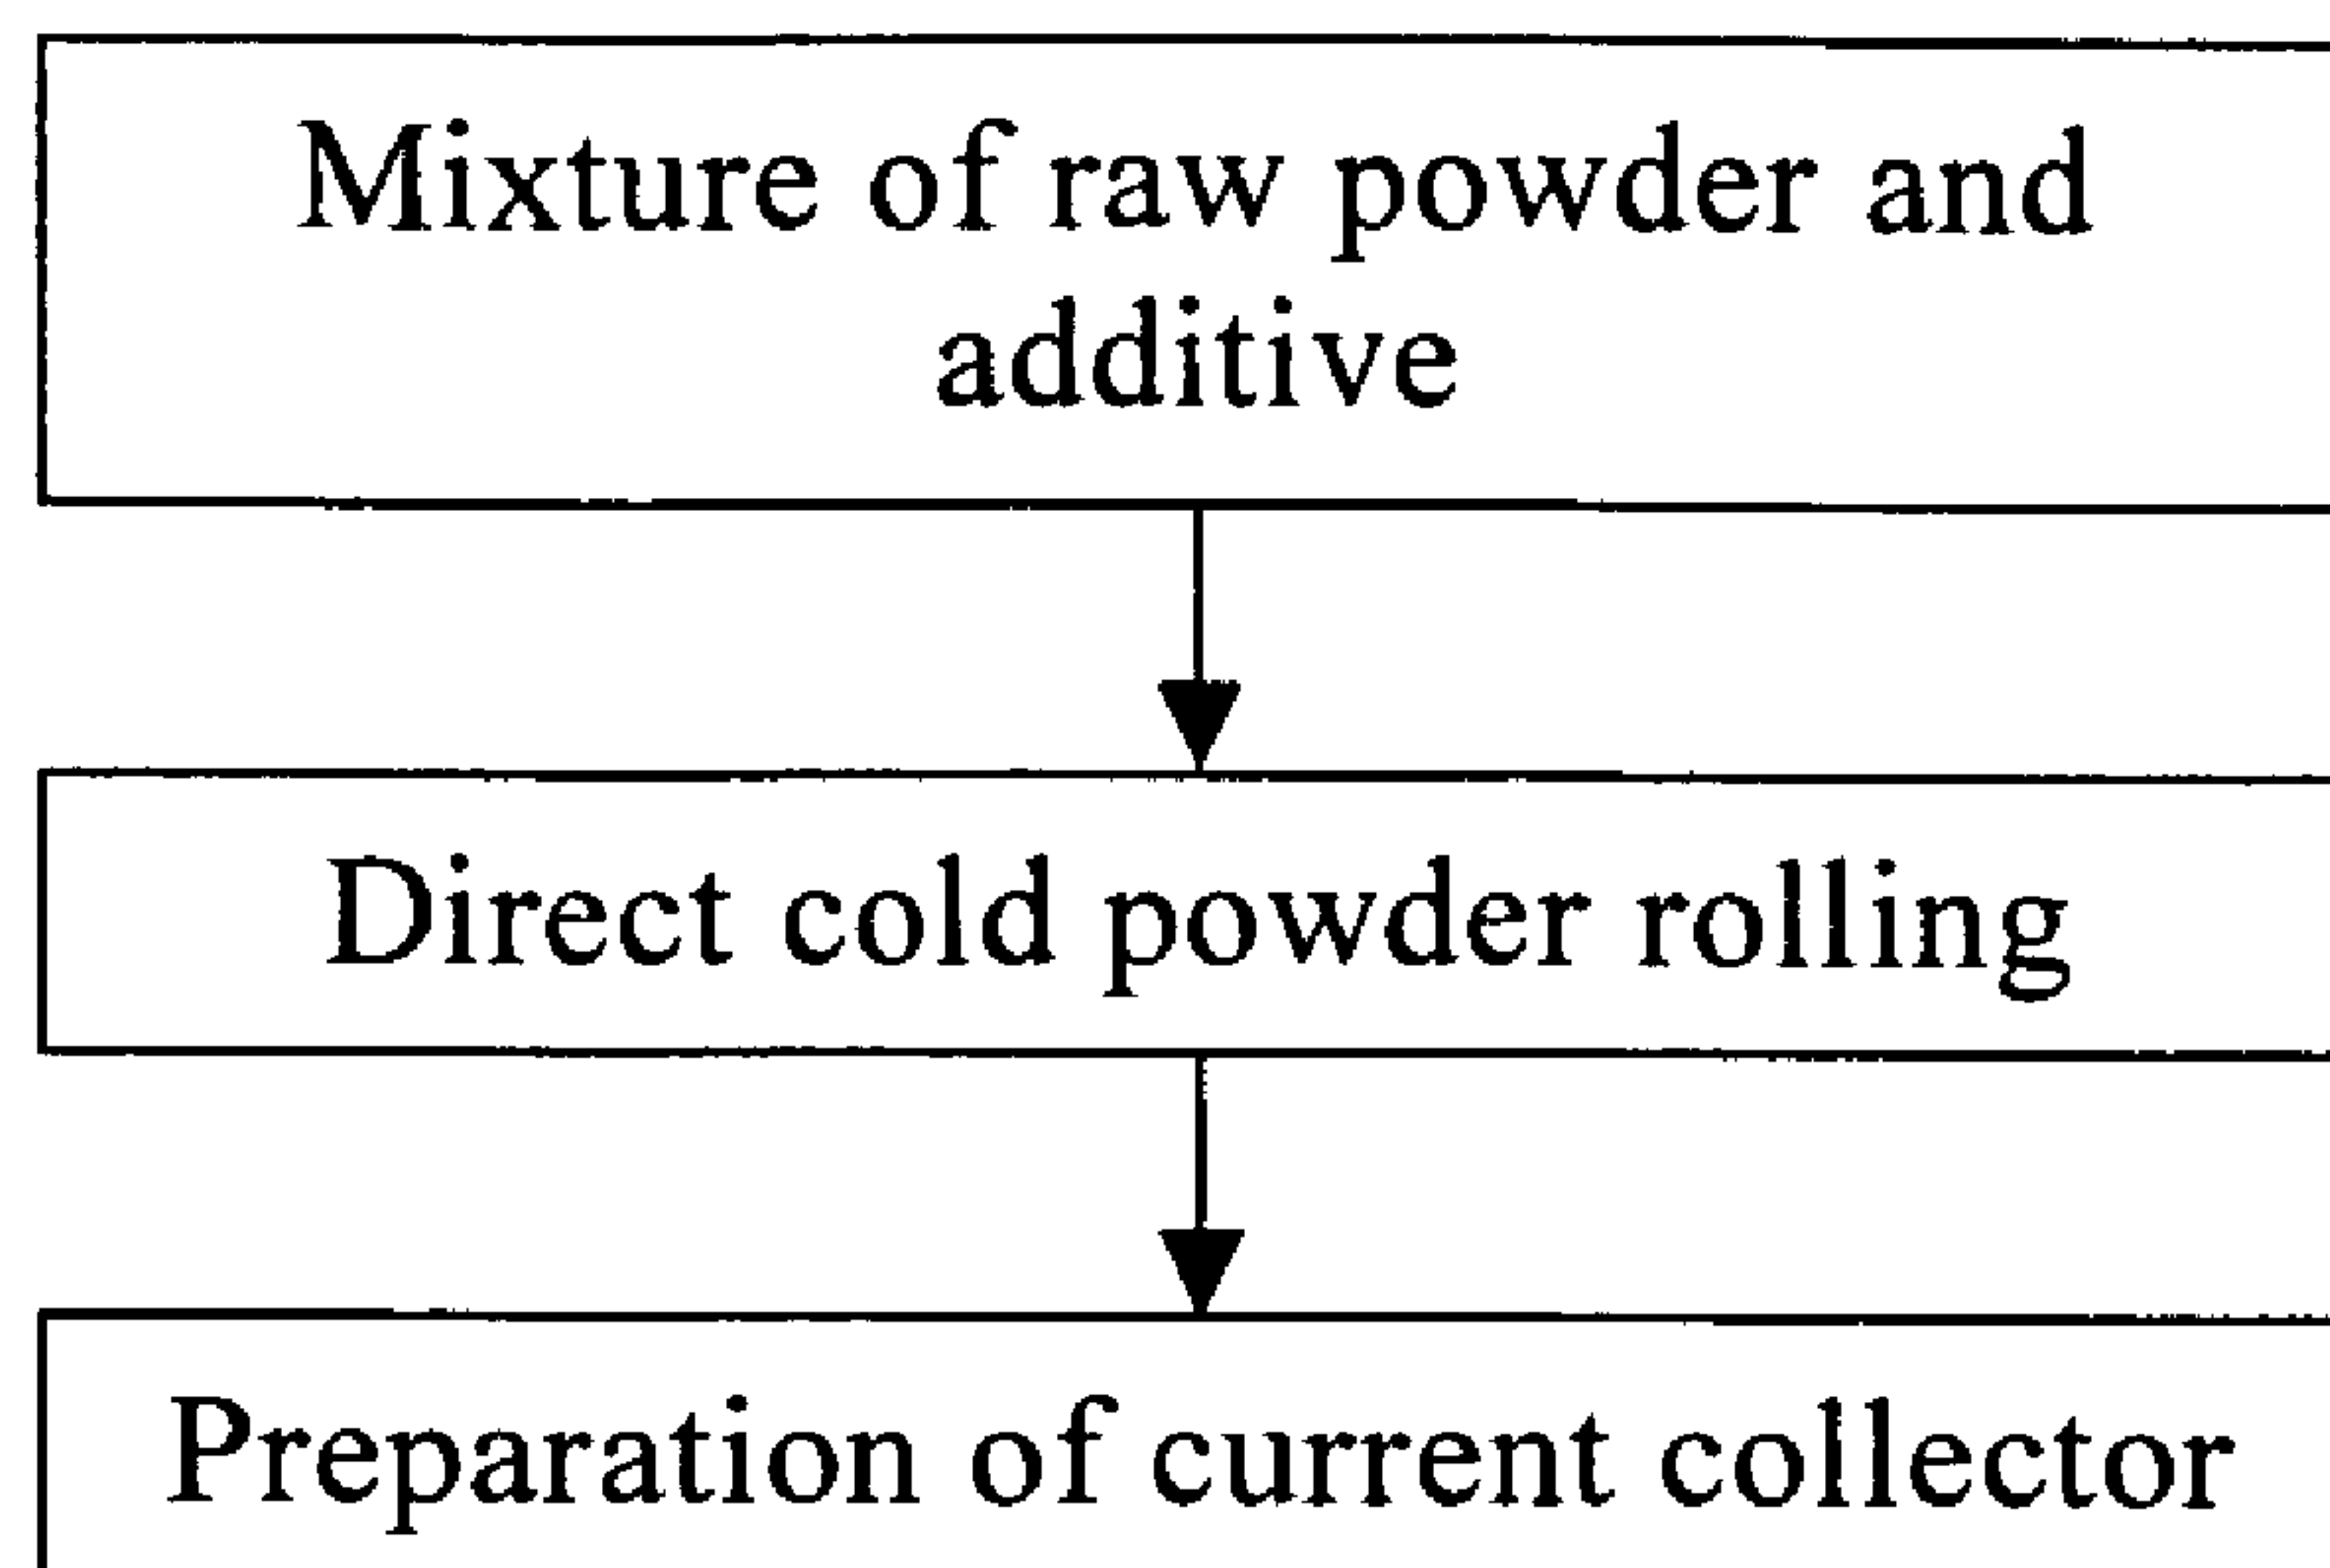 Mixture of raw powder and
additive
Direct cold powder rolling
Preparation of current collector